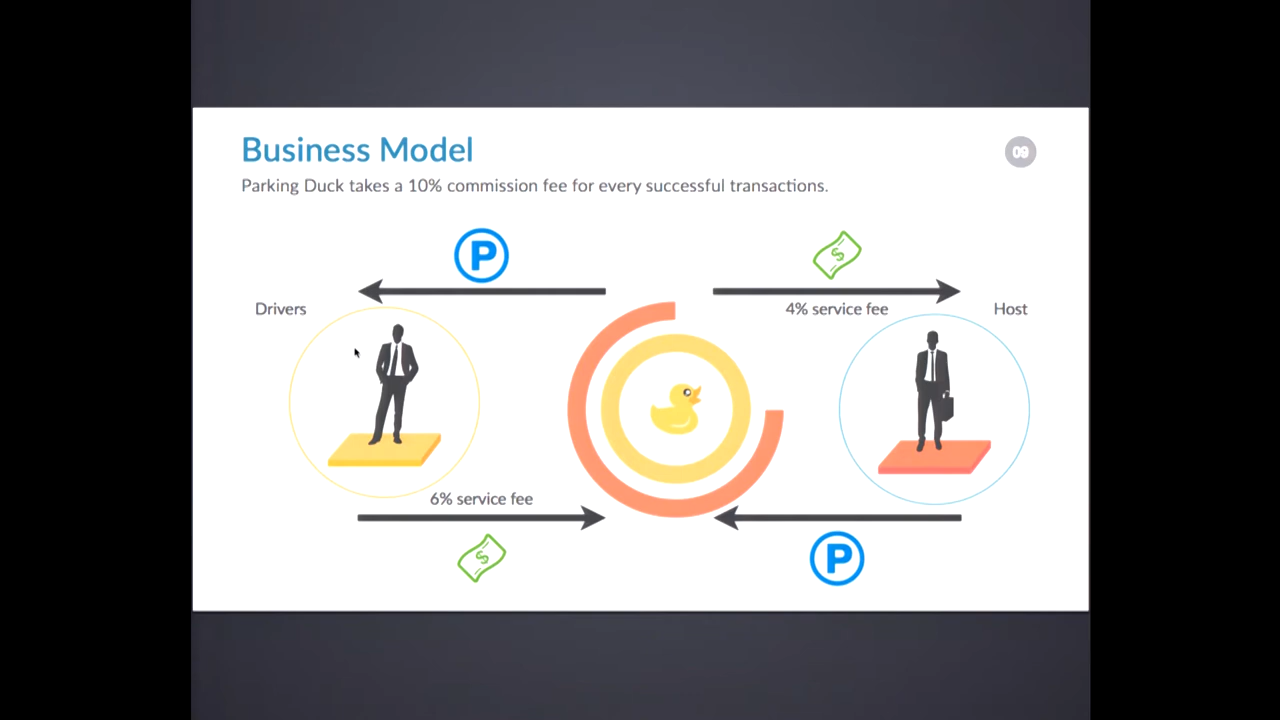 Business Model
09
Parking Duck takes a 10% commission fee for every successful transactions.
P
$
Drivers
4% service fee
Host
6% service fee
$
P